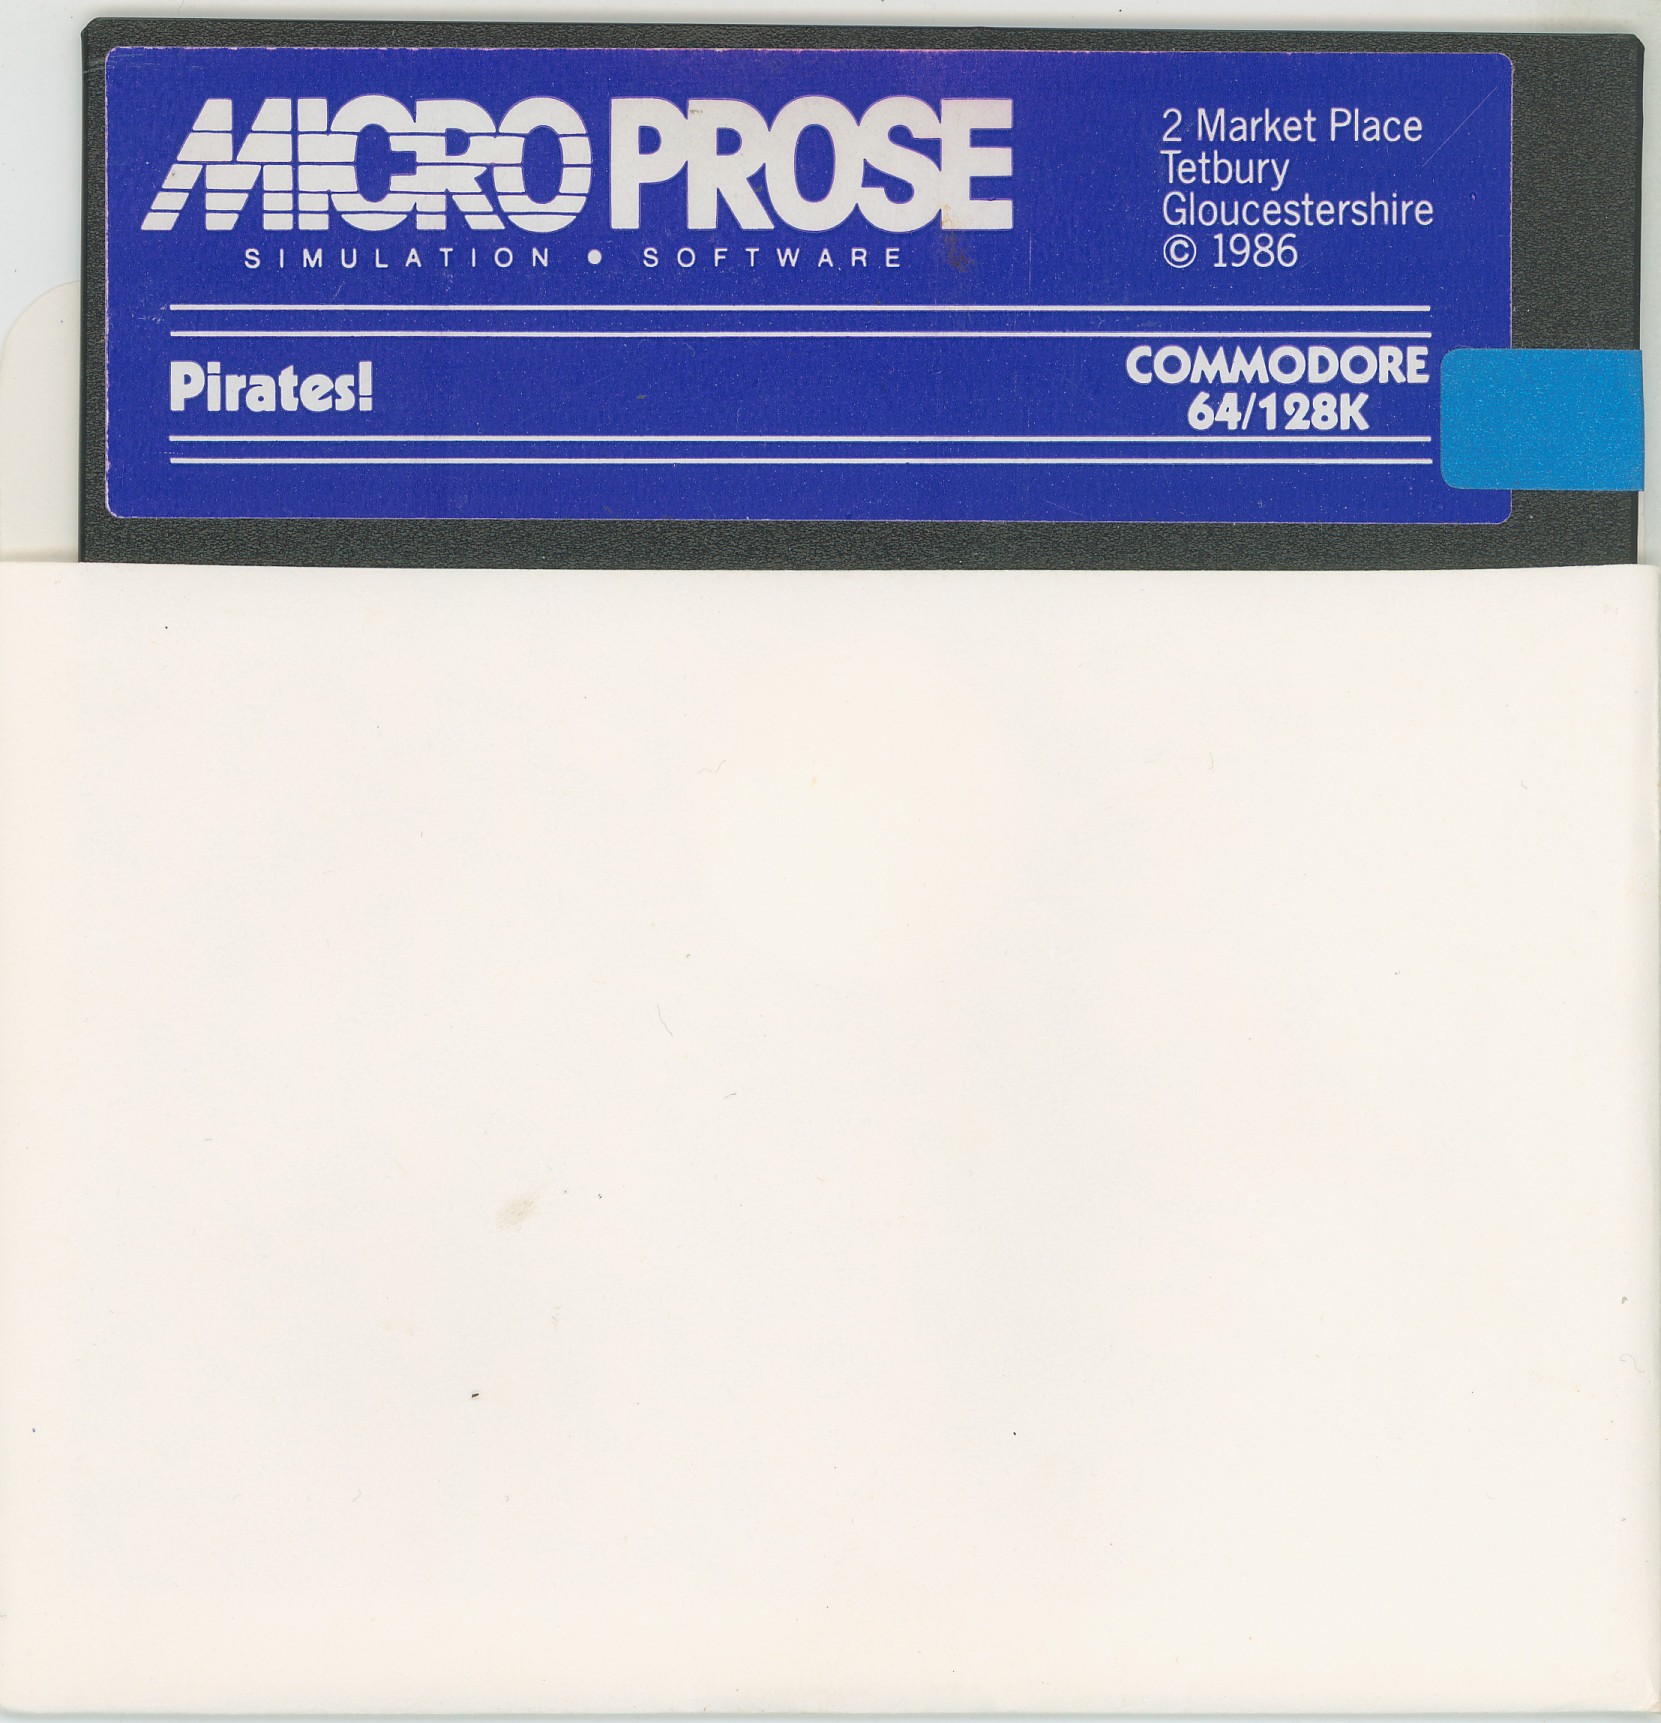 MICRO PROSE
SIMULATION • SOFTWARE
2 Market Place
Tetbury
Gloucestershire
© 1986
Pirates!
COMMODORE
64/128K